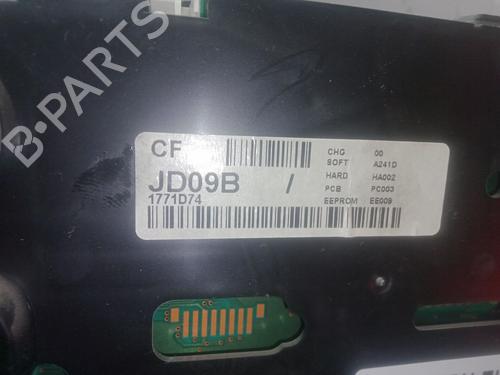 B-PARTS
CF
JD09B /
1771D74
CHG 00
SOFT A241D
HARD HA002
PCB PC003
EEPROM EE009